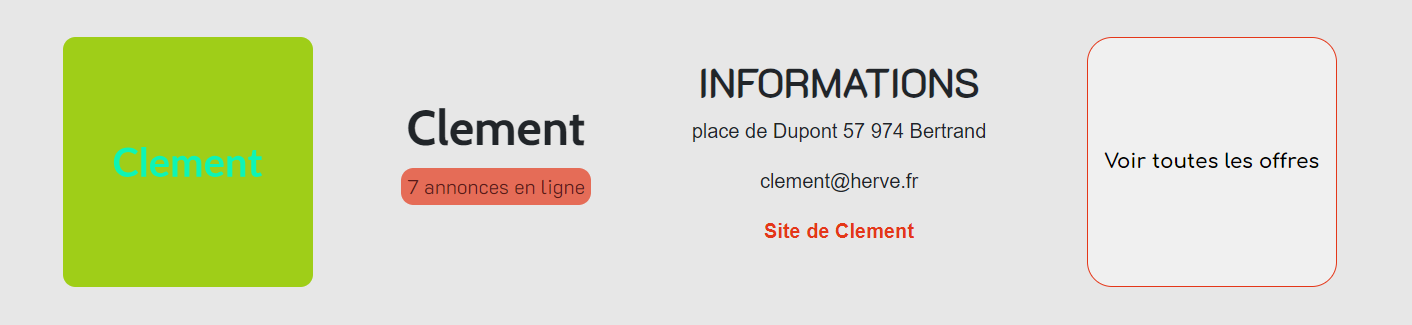 Clement
Clement
7 annonces en ligne
INFORMATIONS
place de Dupont 57 974 Bertrand
clement@herve.fr
Site de Clement
Voir toutes les offres